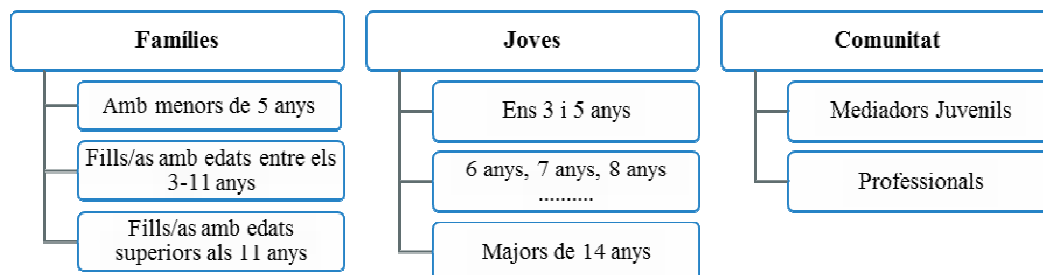 Famílies
Amb menors de 5 anys
Fills/as amb edats entre els
3-11 anys
Fills/as amb edats
superiors als 11 anys
Joves
Ens 3 i 5 anys
6 anys, 7 anys, 8 anys
..........
Majors de 14 anys
Comunitat
Mediadors Juvenils
Professionals